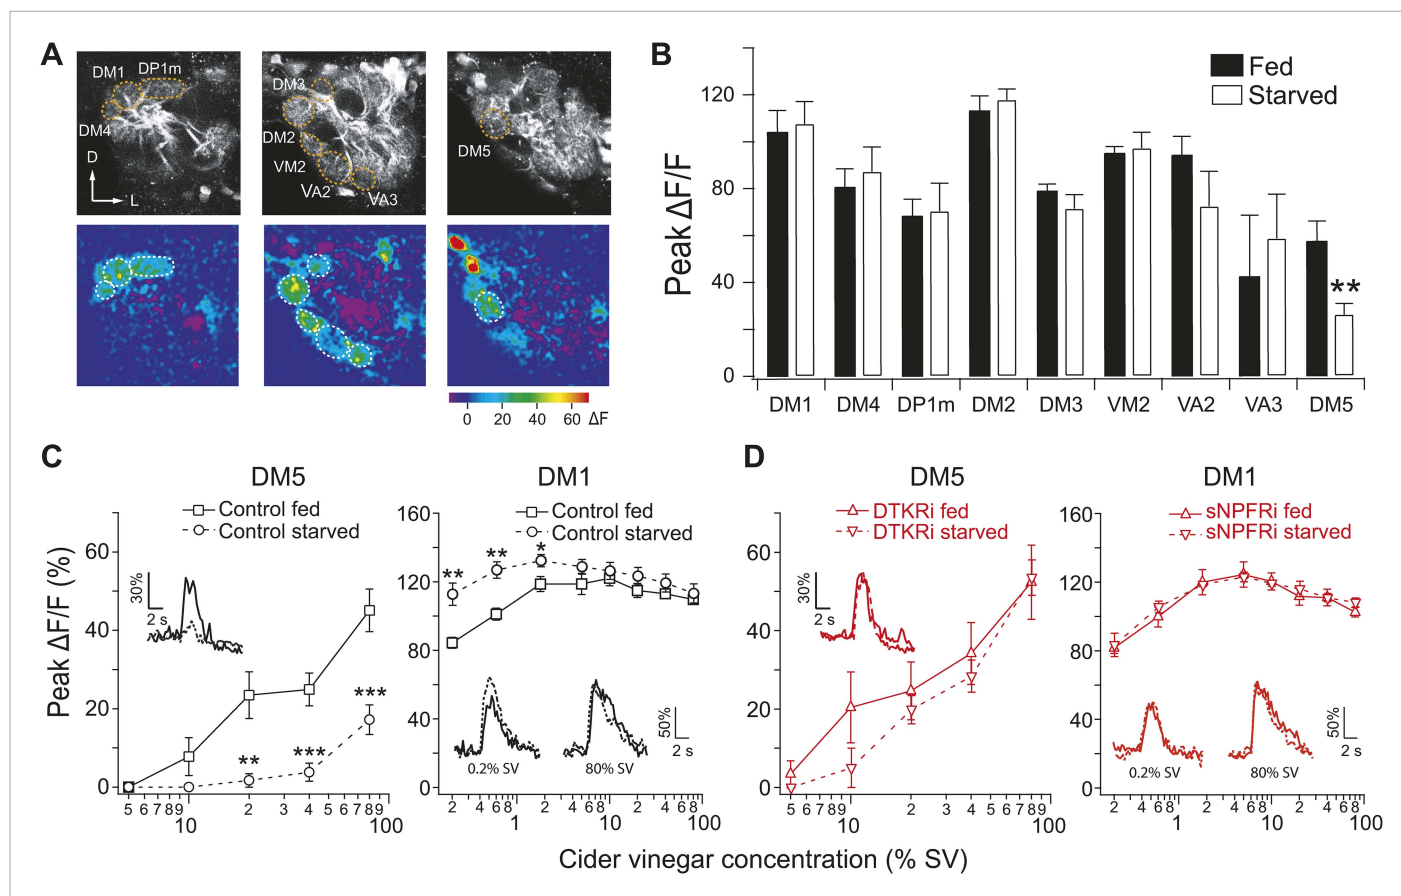 A
DM1
DP1m
DM4
D
L
DM3
DM2
VM2
VA2
VA3
DM5
0 20 40 60 ΔF
B
Fed
Starved
Peak ΔF/F
120
80
40
0
**
DM1 DM4 DP1m DM2 DM3 VM2 VA2 VA3 DM5
C
DM5
Control fed
Control starved
Peak ΔF/F (%)
60
40
20
0
30%
2 s
**
***
***
5 6 7 8 9 2 3 4 5 6 7 8 9
10 100
DM1
Control fed
Control starved
160
120
80
40
0
**
**
*
0.2% SV
80% SV
50%
2 s
2 4 6 8 2 4 6 8 2 4 6 8
1 10 100
D
DM5
DTKRi fed
DTKRi starved
60
40
20
0
30%
2 s
5 6 7 8 9 2 3 4 5 6 7 8 9
10 100
DM1
sNPFRi fed
sNPFRi starved
160
120
80
40
0
0.2% SV
80% SV
50%
2 s
2 4 6 8 2 4 6 8 2 4 6 8
1 10 100
Cider vinegar concentration (% SV)